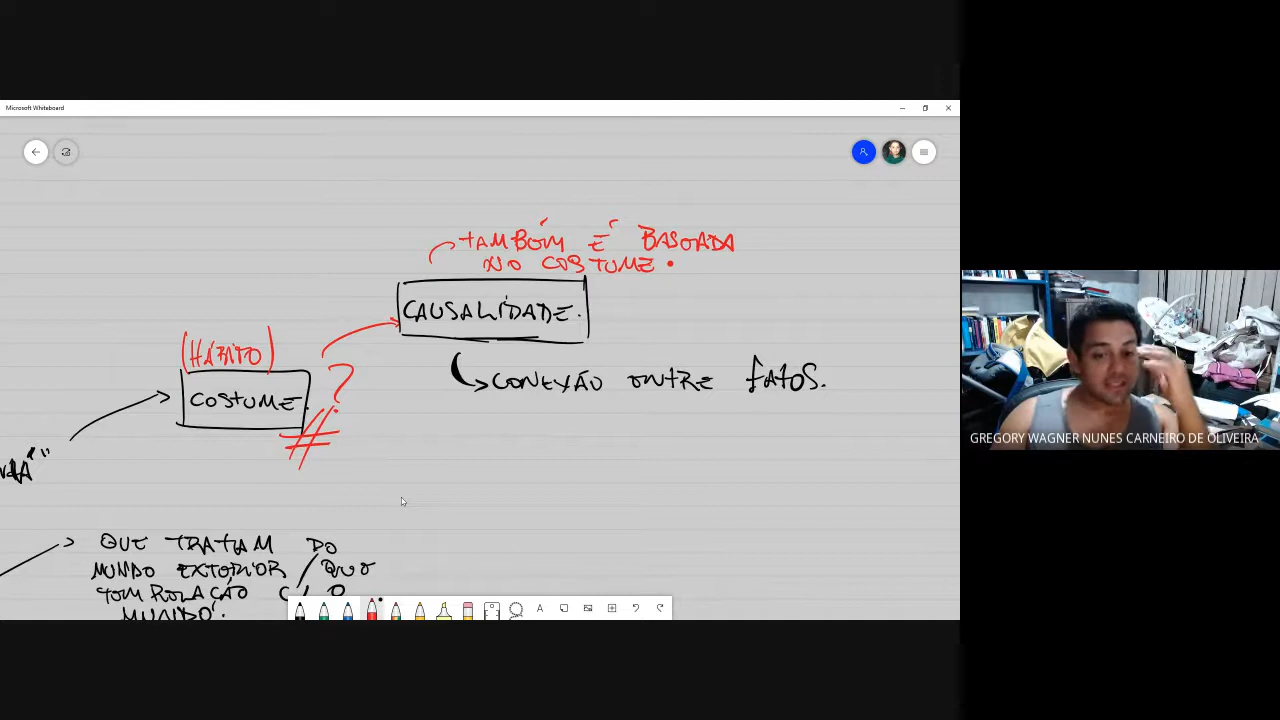 Microsoft Whiteboard
TAMBÉM É BASEADA
NO COSTUME.
CAUSALIDADE.
(HÁBITO)
COSTUME
?
CONEXÃO ENTRE FATOS.
QUE TRATAM DO
MUNDO EXTERIOR / QUE
TEM RELAÇÃO C/ O
MUNDO.
GREGORY WAGNER NUNES CARNEIRO DE OLIVEIRA